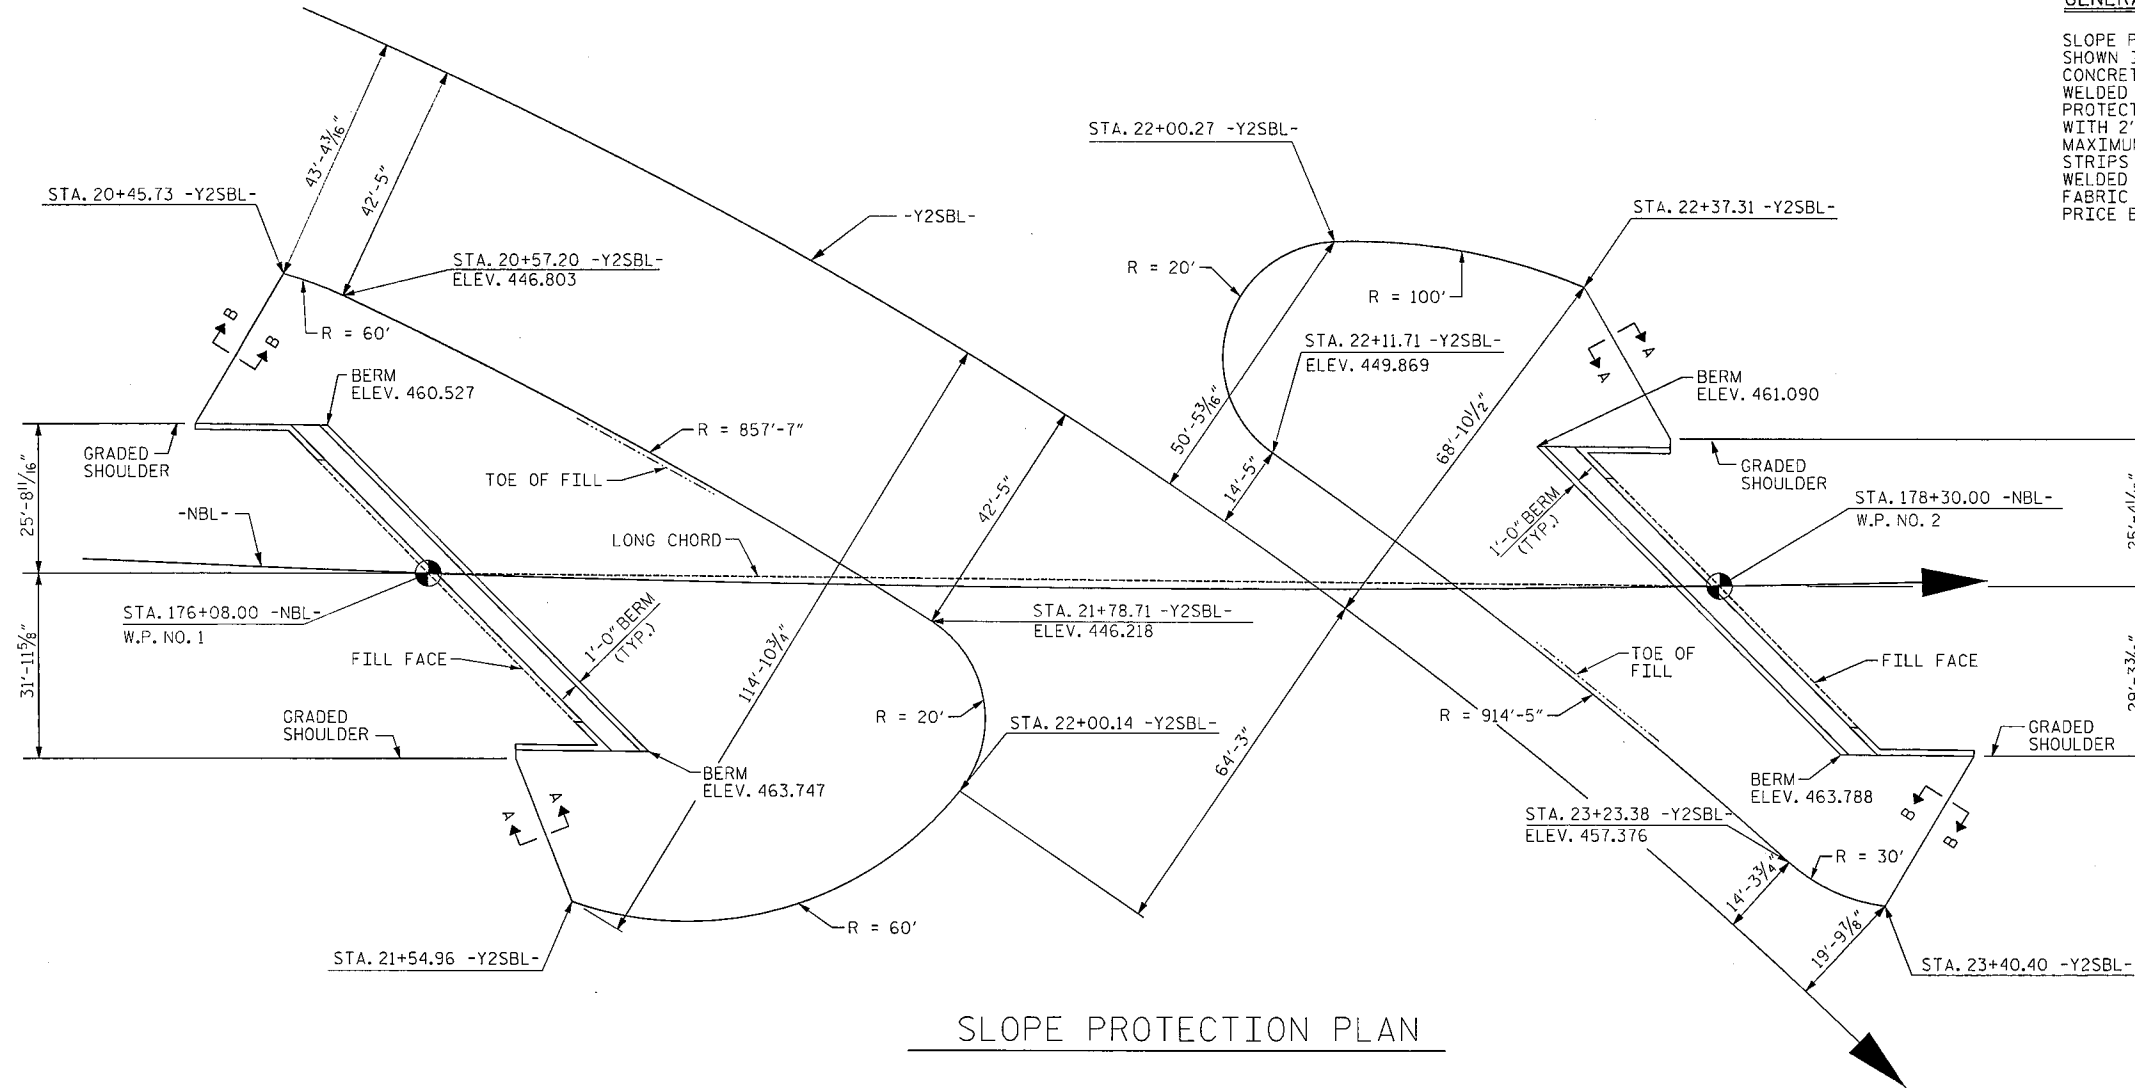 SLOPE P
SHOWN
CONCRET
WELDED
PROTECT
WITH 2'
MAXIMU
STRIPS
WELDED
FABRIC
PRICE
43'-4 3/16"
42'-5"
STA. 20+45.73 -Y2SBL-
STA. 20+57.20 -Y2SBL-
ELEV. 446.803
-Y2SBL-
STA. 22+00.27 -Y2SBL-
STA. 22+37.31 -Y2SBL-
R = 20'
R = 100'
R = 60'
B
B
STA. 22+11.71 -Y2SBL-
ELEV. 449.869
A
A
BERM
ELEV. 460.527
BERM
ELEV. 461.090
50'-5 3/16"
68'-10 1/2"
R = 857'-7"
GRADED
SHOULDER
TOE OF FILL
14'-5"
42'-5"
GRADED
SHOULDER
25'-8 11/16"
-NBL-
LONG CHORD
1'-0" BERM
(TYP.)
STA. 178+30.00 -NBL-
W.P. NO. 2
STA. 176+08.00 -NBL-
W.P. NO. 1
1'-0" BERM
(TYP.)
STA. 21+78.71 -Y2SBL-
ELEV. 446.218
31'-11 5/8"
FILL FACE
114'-10 3/4"
TOE OF
FILL
FILL FACE
GRADED
SHOULDER
R = 20'
STA. 22+00.14 -Y2SBL-
R = 914'-5"
GRADED
SHOULDER
64'-3"
BERM
ELEV. 463.747
BERM
ELEV. 463.788
A
A
STA. 23+23.38 -Y2SBL-
ELEV. 457.376
B
B
R = 30'
14'-3 3/4"
R = 60'
19'-9 7/8"
STA. 21+54.96 -Y2SBL-
STA. 23+40.40 -Y2SBL-
SLOPE PROTECTION PLAN